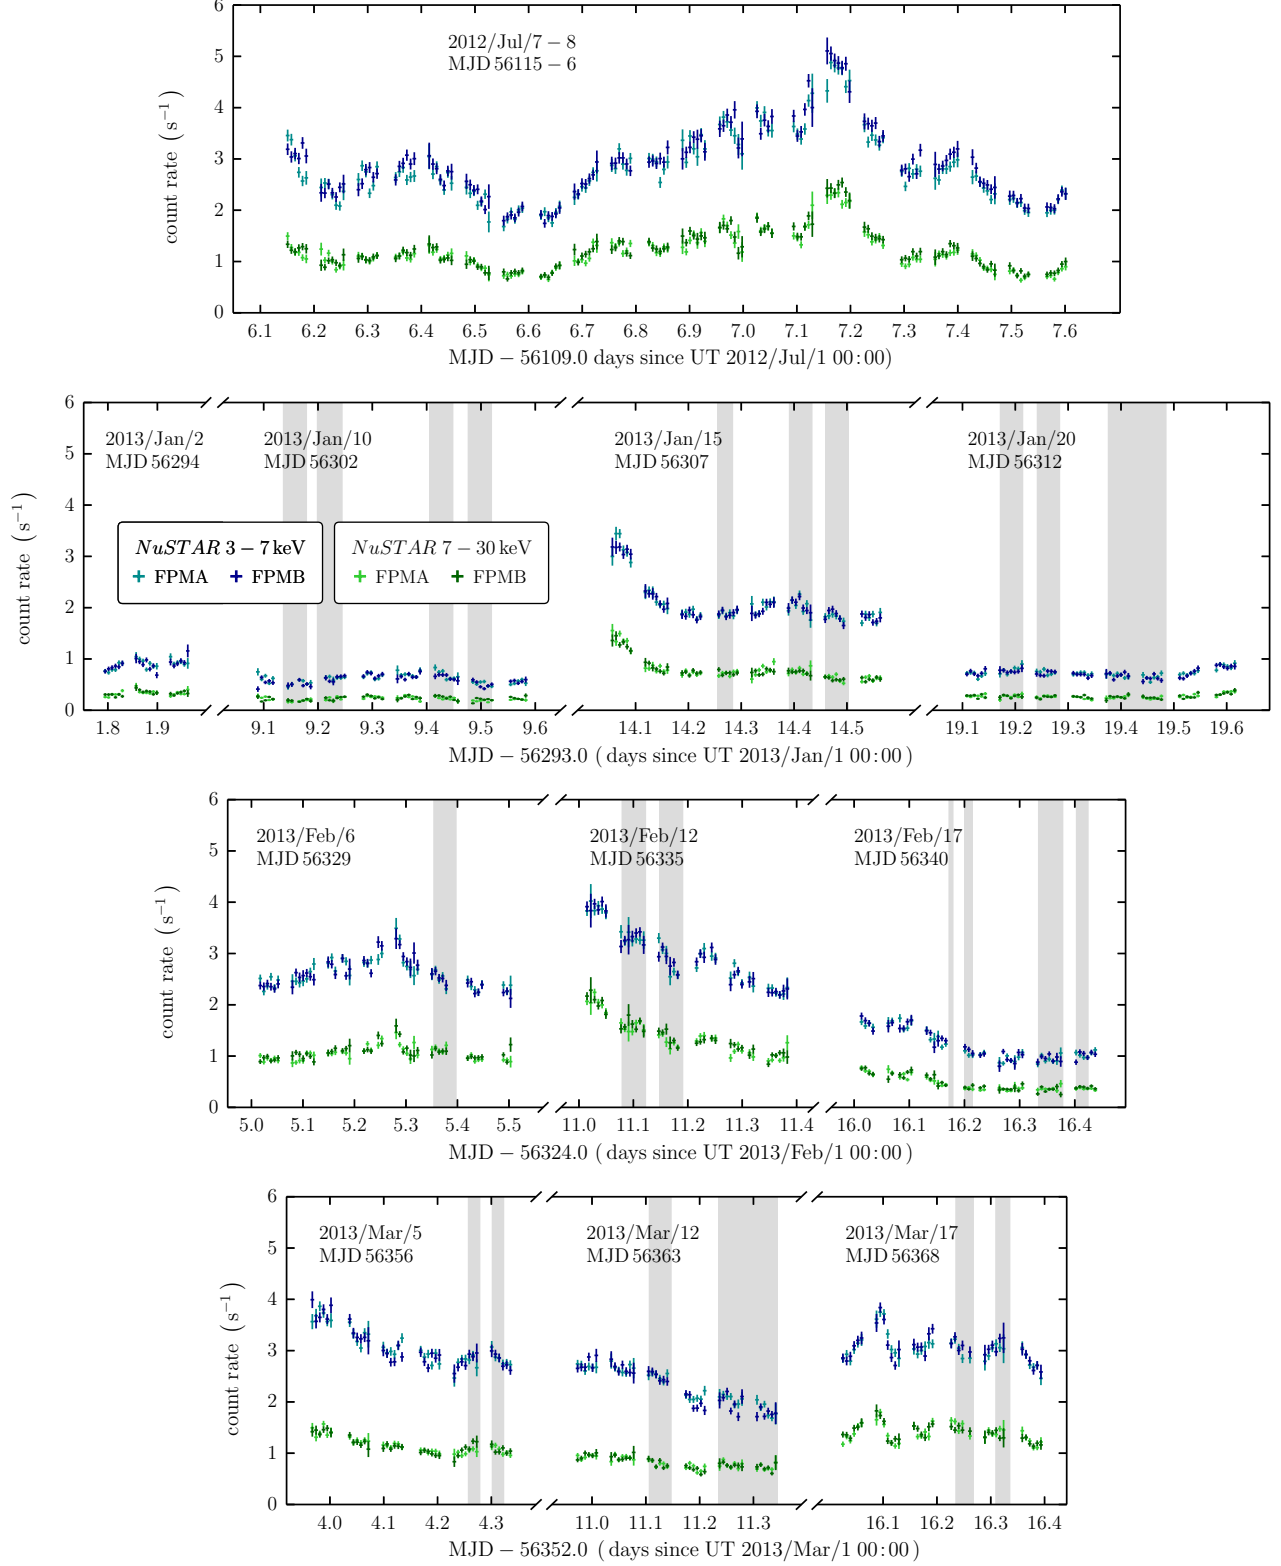 2012/Jul/7 – 8
MJD 56115 – 6
count rate ( s⁻¹ )
6
5
4
3
2
1
0
6.1 6.2 6.3 6.4 6.5 6.6 6.7 6.8 6.9 7.0 7.1 7.2 7.3 7.4 7.5 7.6
MJD − 56109.0 days since UT 2012/Jul/1 00:00)
2013/Jan/2
MJD 56294
2013/Jan/10
MJD 56302
2013/Jan/15
MJD 56307
2013/Jan/20
MJD 56312
count rate ( s⁻¹ )
6
5
4
3
2
1
0
NuSTAR 3 – 7 keV
FPMA FPMB
NuSTAR 7 – 30 keV
FPMA FPMB
1.8 1.9 9.1 9.2 9.3 9.4 9.5 9.6 14.1 14.2 14.3 14.4 14.5 19.1 19.2 19.3 19.4 19.5 19.6
MJD − 56293.0 ( days since UT 2013/Jan/1 00:00)
2013/Feb/6
MJD 56329
2013/Feb/12
MJD 56335
2013/Feb/17
MJD 56340
count rate ( s⁻¹ )
6
5
4
3
2
1
0
5.0 5.1 5.2 5.3 5.4 5.5 11.0 11.1 11.2 11.3 11.4 16.0 16.1 16.2 16.3 16.4
MJD − 56324.0 ( days since UT 2013/Feb/1 00:00)
2013/Mar/5
MJD 56356
2013/Mar/12
MJD 56363
2013/Mar/17
MJD 56368
count rate ( s⁻¹ )
6
5
4
3
2
1
0
4.0 4.1 4.2 4.3 11.0 11.1 11.2 11.3 16.1 16.2 16.3 16.4
MJD − 56352.0 ( days since UT 2013/Mar/1 00:00)